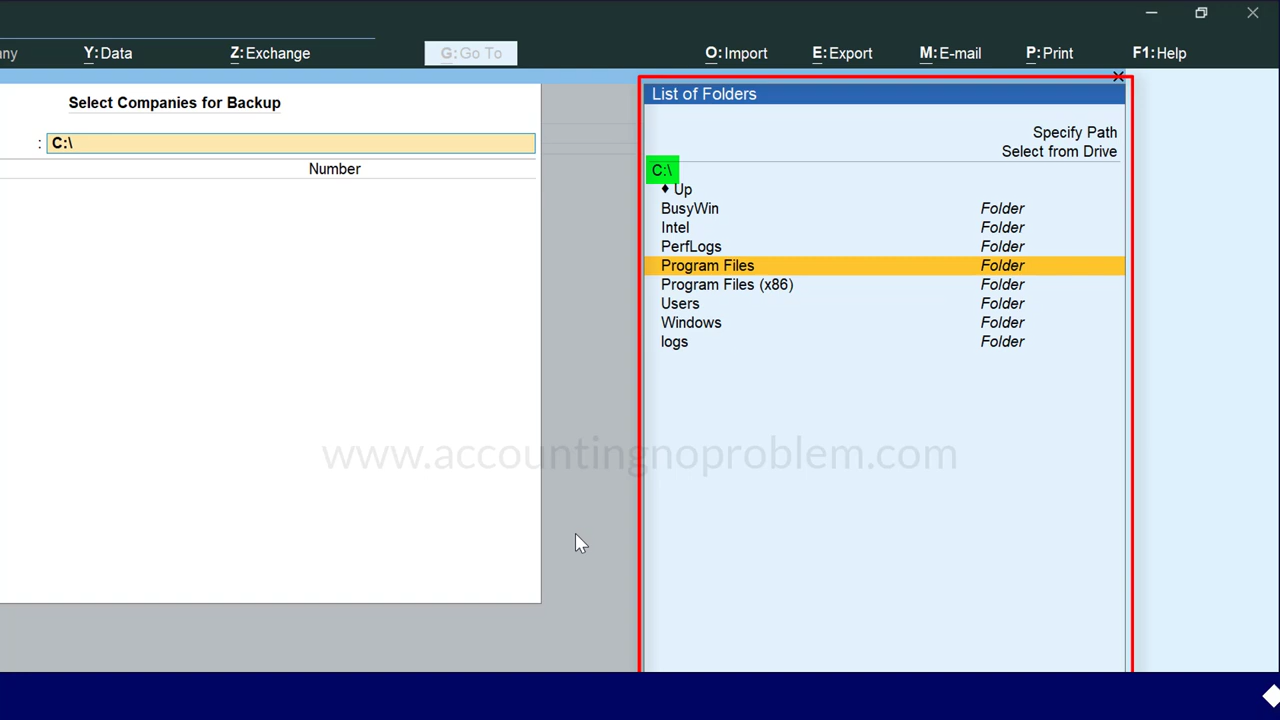 ny
Y:Data
Z:Exchange
G:Go To
O:Import
E:Export
M:E-mail
P:Print
F1:Help
Select Companies for Backup
: C:\
Number
List of Folders
Specify Path
Select from Drive
C:\
♦ Up
BusyWin Folder
Intel Folder
PerfLogs Folder
Program Files Folder
Program Files (x86) Folder
Users Folder
Windows Folder
logs Folder
www.accountingnoproblem.com